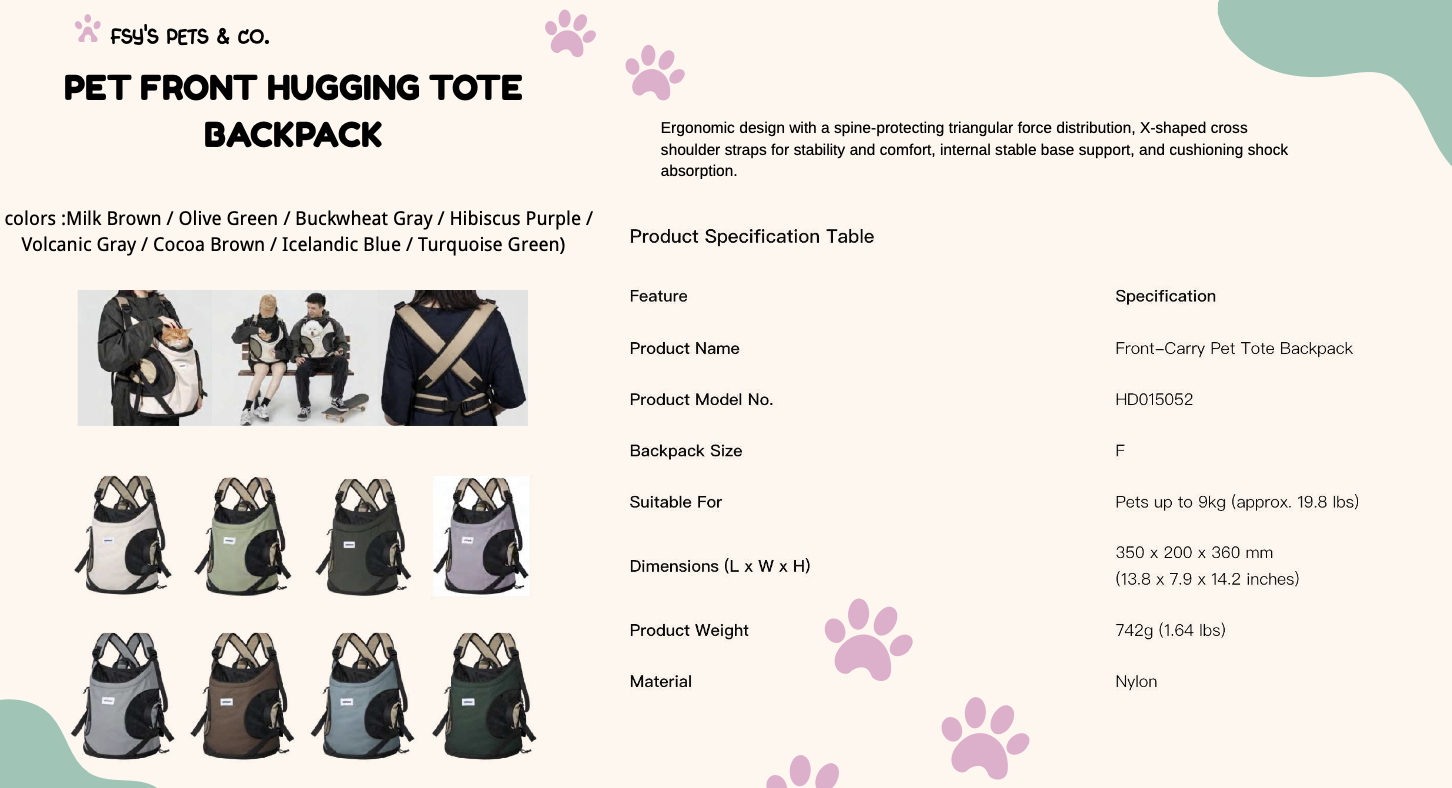 FSY'S PETS & CO.
PET FRONT HUGGING TOTE
BACKPACK
colors :Milk Brown / Olive Green / Buckwheat Gray / Hibiscus Purple /
Volcanic Gray / Cocoa Brown / Icelandic Blue / Turquoise Green)
Ergonomic design with a spine-protecting triangular force distribution, X-shaped cross
shoulder straps for stability and comfort, internal stable base support, and cushioning shock
absorption.
Product Specification Table
Feature Specification
Product Name Front-Carry Pet Tote Backpack
Product Model No. HD015052
Backpack Size F
Suitable For Pets up to 9kg (approx. 19.8 lbs)
Dimensions (L x W x H) 350 x 200 x 360 mm
(13.8 x 7.9 x 14.2 inches)
Product Weight 742g (1.64 lbs)
Material Nylon